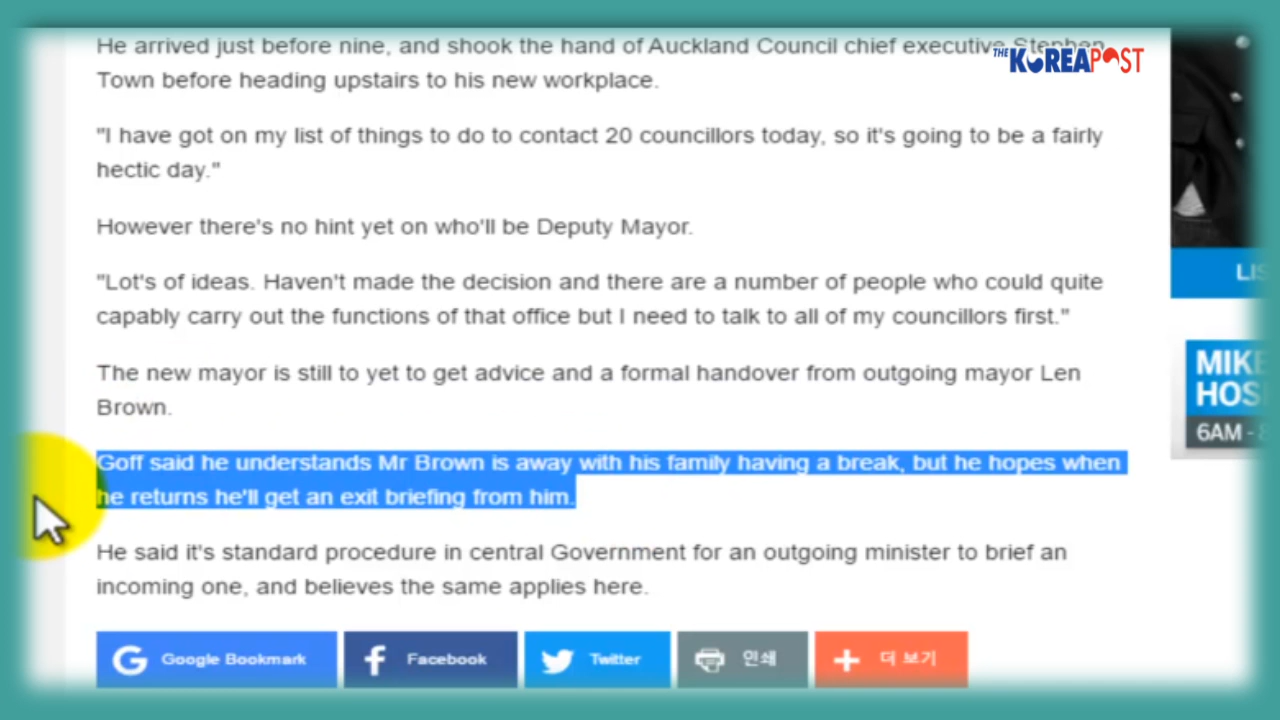 He arrived just before nine, and shook the hand of Auckland Council chief executive Stephen
THE KOREAPOST
Town before heading upstairs to his new workplace.
"I have got on my list of things to do to contact 20 councillors today, so it's going to be a fairly
hectic day."
However there's no hint yet on who'll be Deputy Mayor.
"Lot's of ideas. Haven't made the decision and there are a number of people who could quite
capably carry out the functions of that office but I need to talk to all of my councillors first."
The new mayor is still to yet to get advice and a formal handover from outgoing mayor Len
Brown.
Goff said he understands Mr Brown is away with his family having a break, but he hopes when
he returns he'll get an exit briefing from him.
He said it's standard procedure in central Government for an outgoing minister to brief an
incoming one, and believes the same applies here.
LIS
MIKE
HOS
6AM - 8
Google Bookmark
Facebook
Twitter
인쇄
더 보기